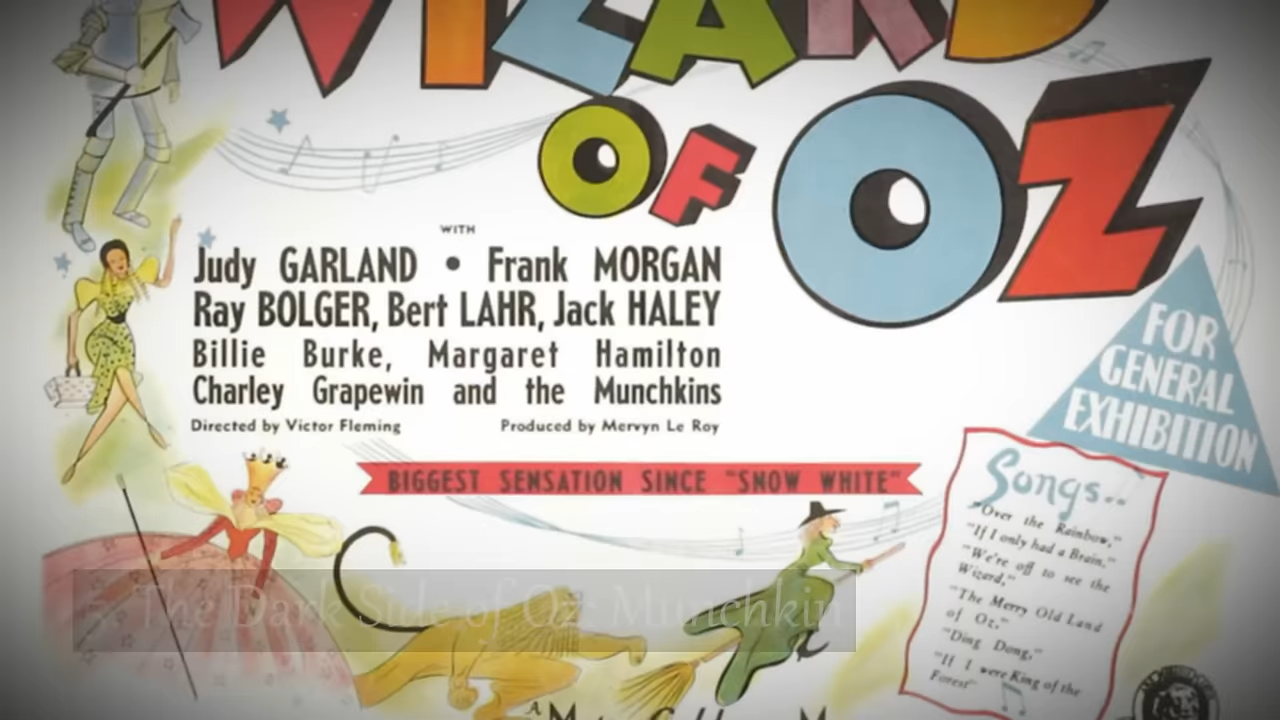 WIZARD
OF OZ
WITH
Judy GARLAND • Frank MORGAN
Ray BOLGER, Bert LAHR, Jack HALEY
Billie Burke, Margaret Hamilton
Charley Grapewin and the Munchkins
Directed by Victor Fleming Produced by Mervyn Le Roy
BIGGEST SENSATION SINCE "SNOW WHITE"
FOR
GENERAL
EXHIBITION
Songs..
"Over the Rainbow,"
"If I only had a Brain,"
"We're off to see the
Wizard,"
"The Merry Old Land
of Oz,"
"Ding Dong,"
"If I were King of the
Forest"
The Dark Side of Oz: Munchkin
A